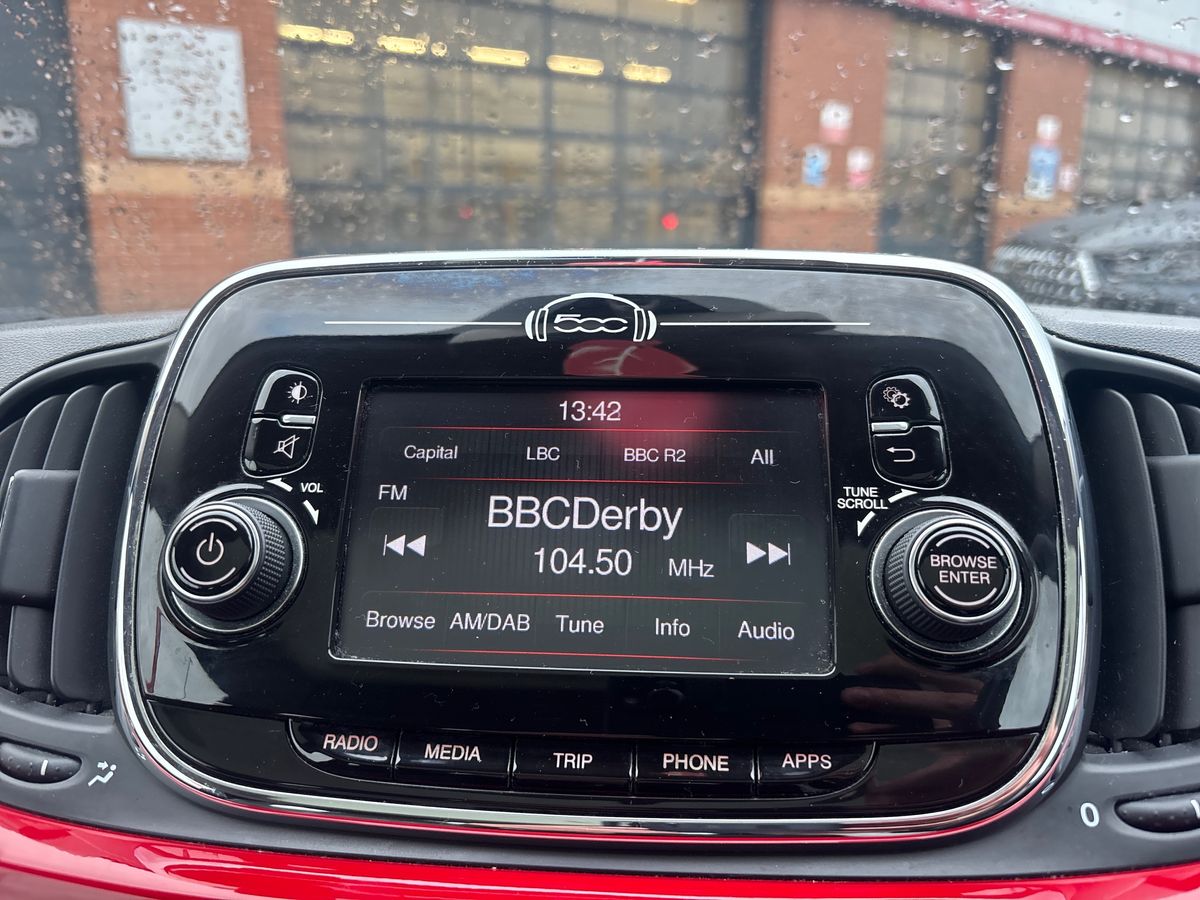 500
13:42
Capital LBC BBC R2 All
FM
BBCDerby
104.50 MHz
Browse AM/DAB Tune Info Audio
VOL
TUNE
SCROLL
BROWSE
ENTER
RADIO MEDIA TRIP PHONE APPS
0